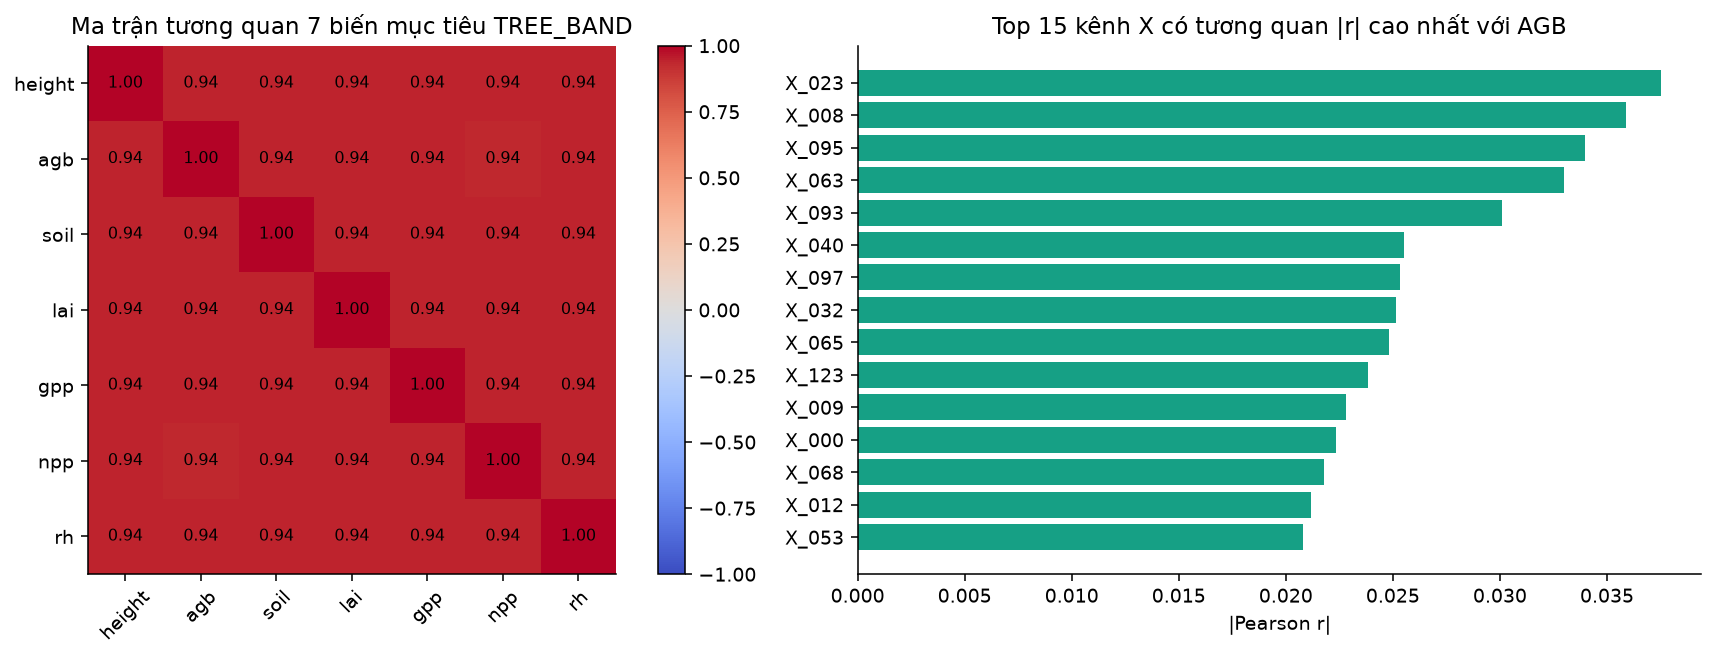 Ma trận tương quan 7 biến mục tiêu TREE_BAND
height 1.00 0.94 0.94 0.94 0.94 0.94 0.94
agb 0.94 1.00 0.94 0.94 0.94 0.94 0.94
soil 0.94 0.94 1.00 0.94 0.94 0.94 0.94
lai 0.94 0.94 0.94 1.00 0.94 0.94 0.94
gpp 0.94 0.94 0.94 0.94 1.00 0.94 0.94
npp 0.94 0.94 0.94 0.94 0.94 1.00 0.94
rh 0.94 0.94 0.94 0.94 0.94 0.94 1.00
height agb soil lai gpp npp rh
1.00
0.75
0.50
0.25
0.00
−0.25
−0.50
−0.75
−1.00
Top 15 kênh X có tương quan |r| cao nhất với AGB
X_023
X_008
X_095
X_063
X_093
X_040
X_097
X_032
X_065
X_123
X_009
X_000
X_068
X_012
X_053
0.000 0.005 0.010 0.015 0.020 0.025 0.030 0.035
|Pearson r|